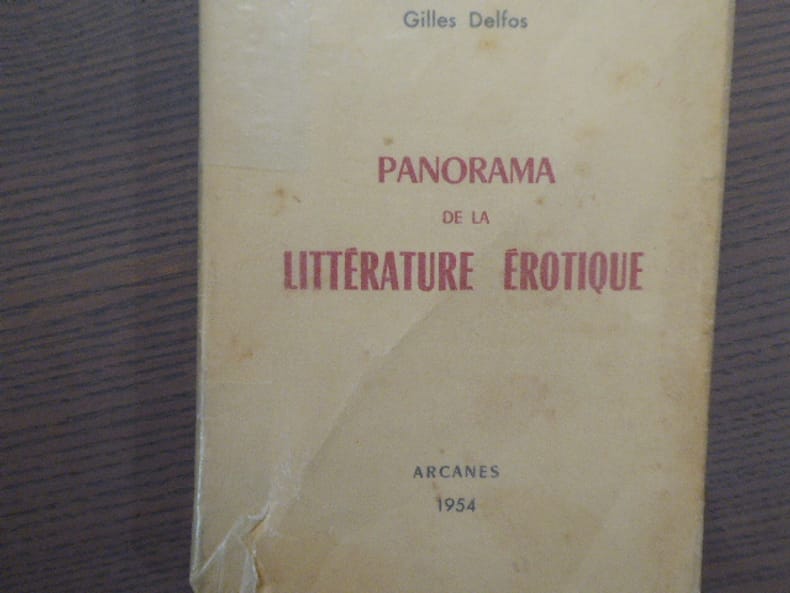 Gilles Delfos
PANORAMA
DE LA
LITTÉRATURE ÉROTIQUE
ARCANES
1954